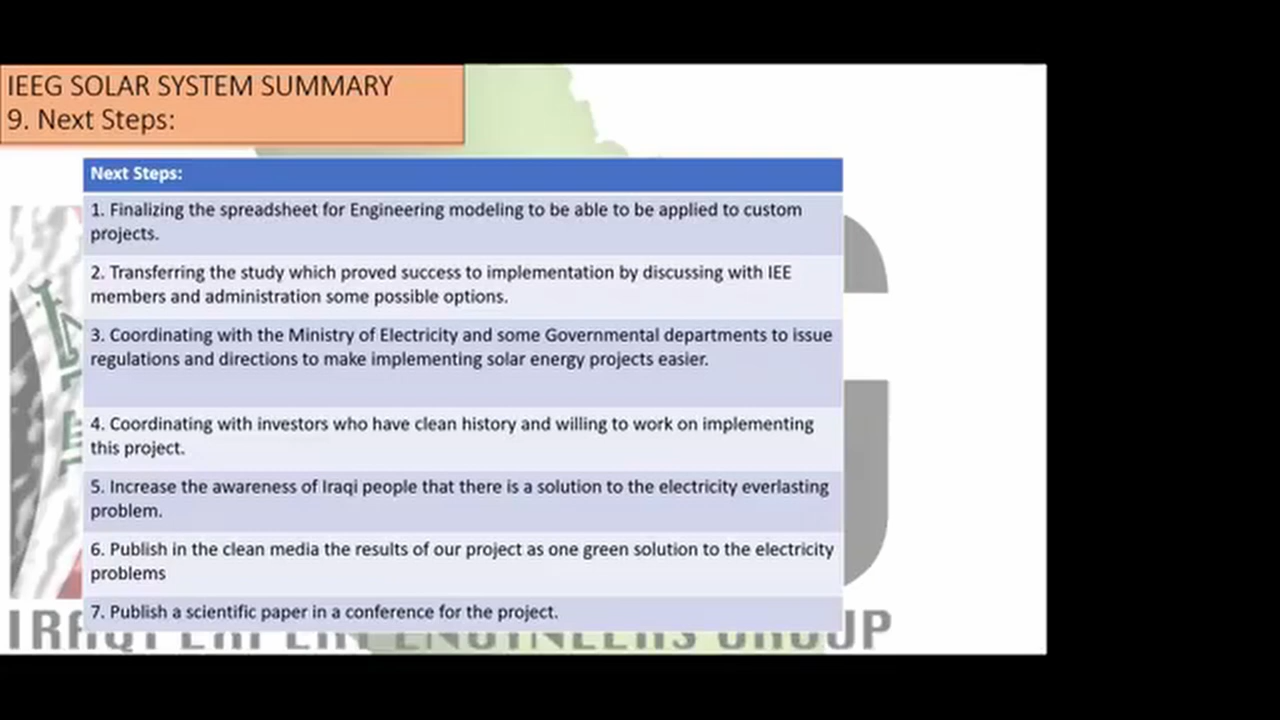 IEEG SOLAR SYSTEM SUMMARY
9. Next Steps:
Next Steps:
1. Finalizing the spreadsheet for Engineering modeling to be able to be applied to custom
projects.
2. Transferring the study which proved success to implementation by discussing with IEE
members and administration some possible options.
3. Coordinating with the Ministry of Electricity and some Governmental departments to issue
regulations and directions to make implementing solar energy projects easier.
4. Coordinating with investors who have clean history and willing to work on implementing
this project.
5. Increase the awareness of Iraqi people that there is a solution to the electricity everlasting
problem.
6. Publish in the clean media the results of our project as one green solution to the electricity
problems
7. Publish a scientific paper in a conference for the project.
IRAQI EXPERT ENGINEERS GROUP